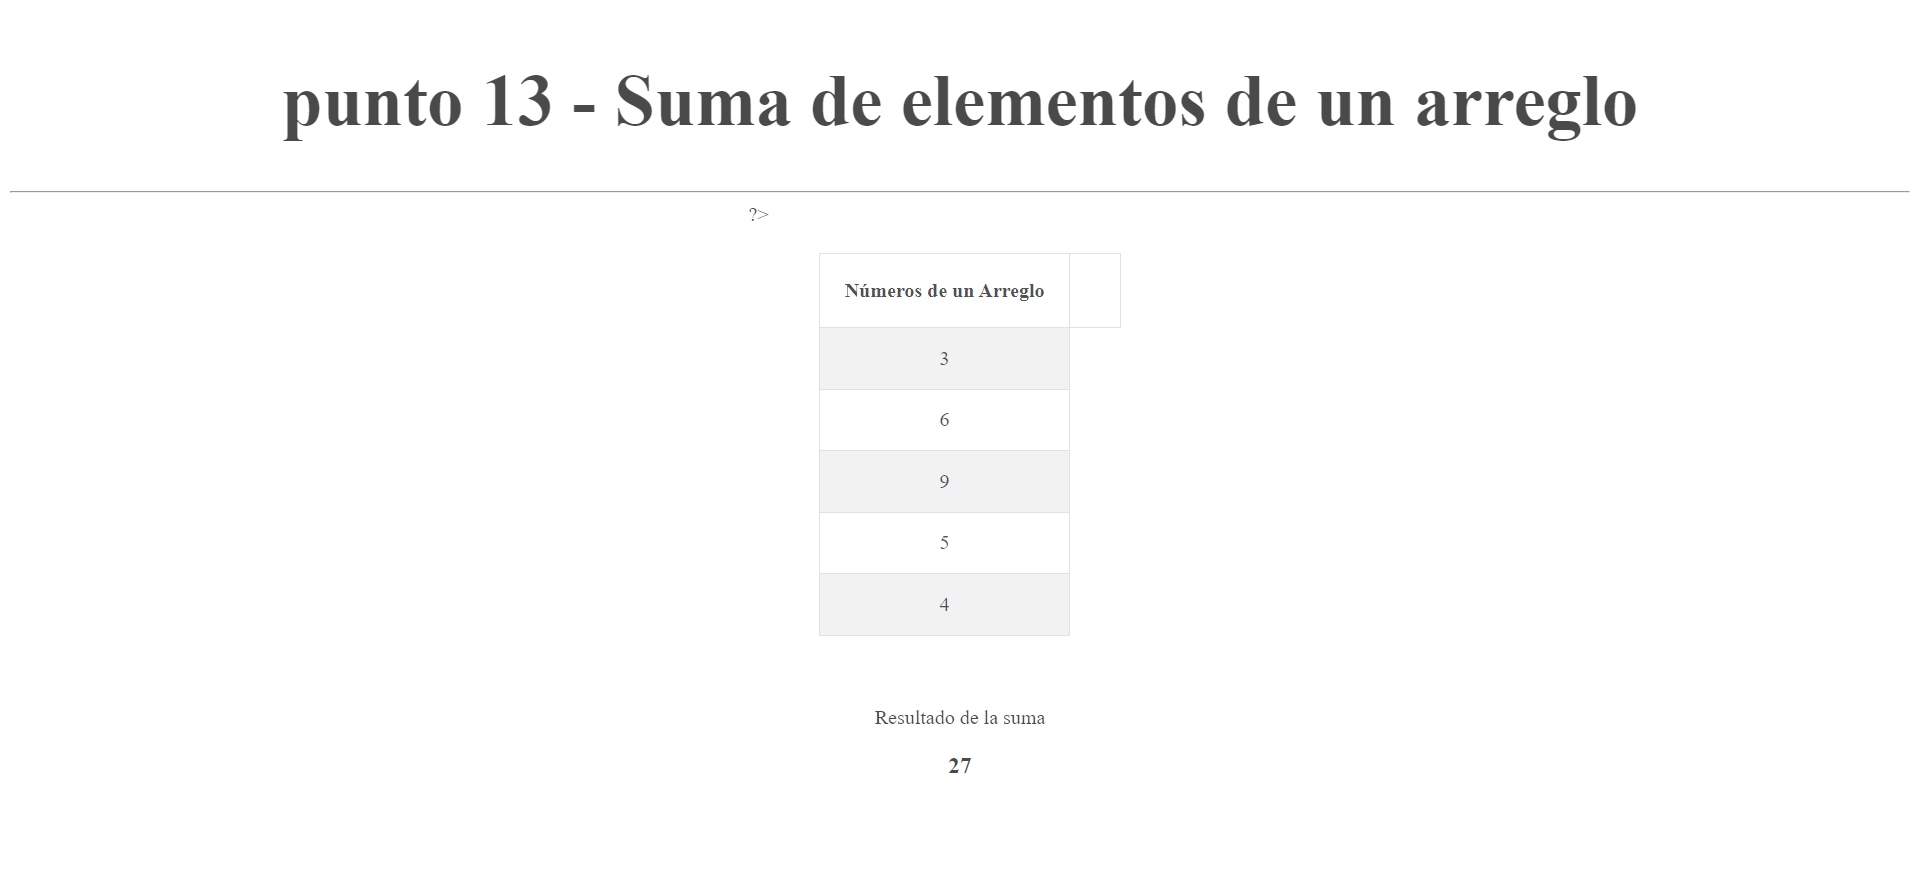 punto 13 - Suma de elementos de un arreglo
?>
Números de un Arreglo
3
6
9
5
4
Resultado de la suma
27